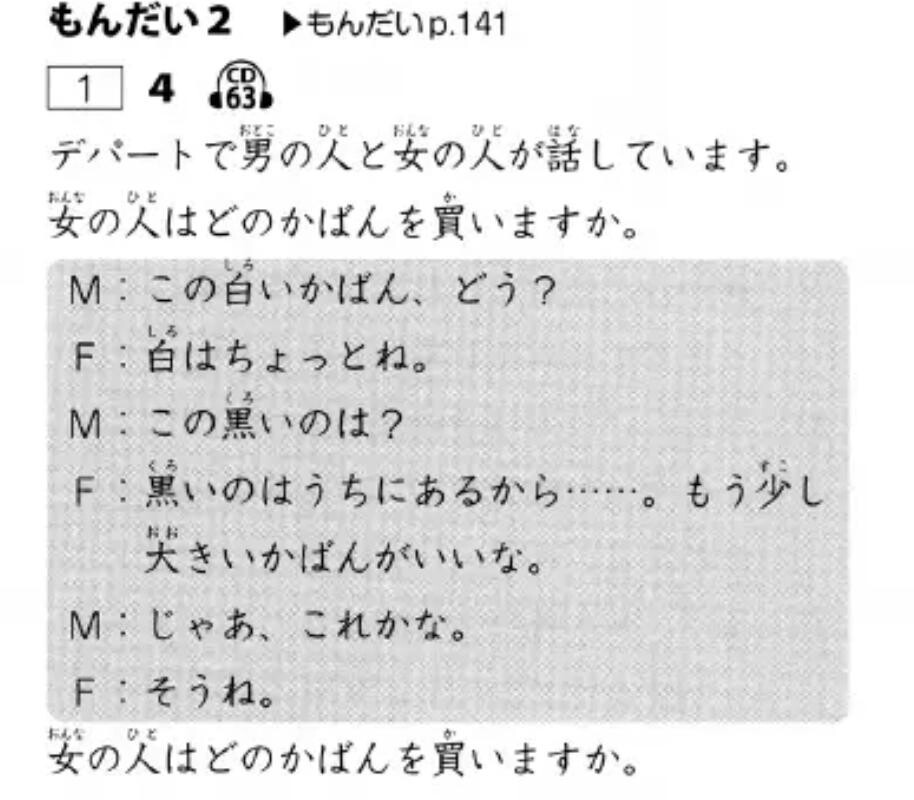 もんだい2 ▶もんだいp.141
1 4 CD 63
デパートで男の人と女の人が話しています。
女の人はどのかばんを買いますか。
M：この白いかばん、どう？
F：白はちょっとね。
M：この黒いのは？
F：黒いのはうちにあるから……。もう少し
大きいかばんがいいな。
M：じゃあ、これかな。
F：そうね。
女の人はどのかばんを買いますか。